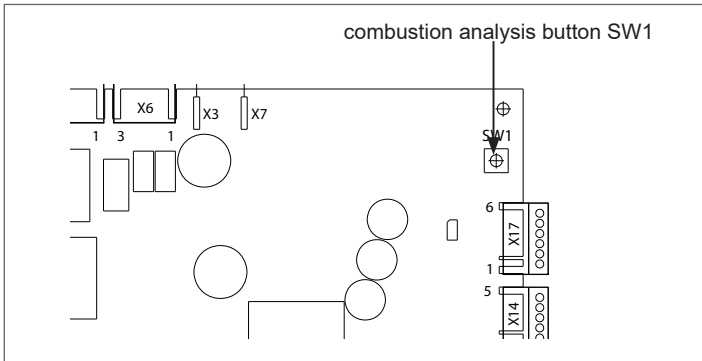 combustion analysis button SW1
X6
X3
X7
1 3 1
SW1
6
X17
1
5
X14